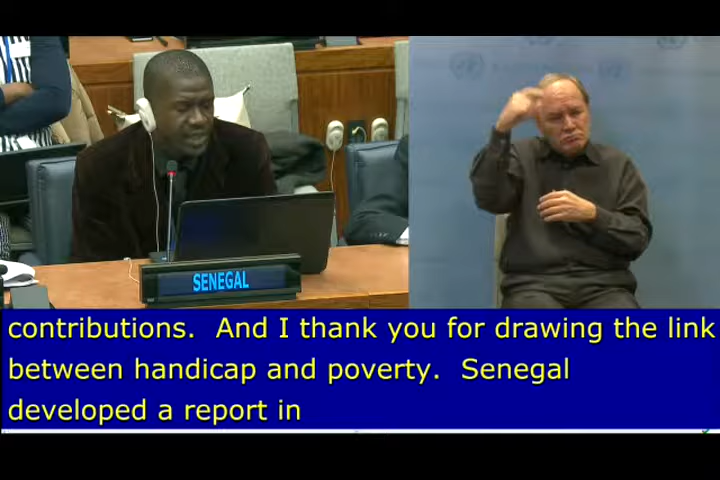 SENEGAL
contributions.  And I thank you for drawing the link
between handicap and poverty.  Senegal
developed a report in